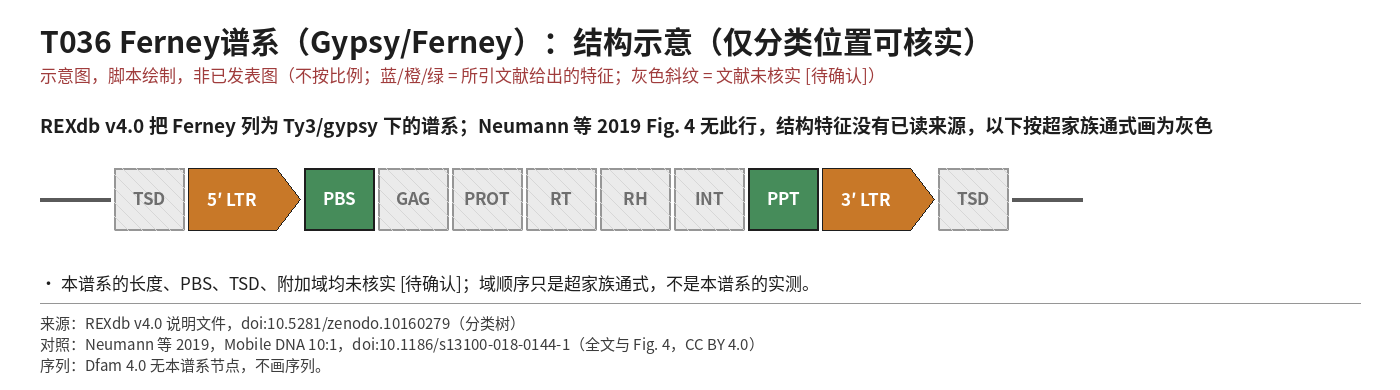 T036 Ferney谱系（Gypsy/Ferney）：结构示意（仅分类位置可核实）
示意图，脚本绘制，非已发表图（不按比例；蓝/橙/绿 = 所引文献给出的特征；灰色斜纹 = 文献未核实 [待确认]）
REXdb v4.0 把 Ferney 列为 Ty3/gypsy 下的谱系；Neumann 等 2019 Fig. 4 无此行，结构特征没有已读来源，以下按超家族通式画为灰色
TSD 5′ LTR PBS GAG PROT RT RH INT PPT 3′ LTR TSD
・ 本谱系的长度、PBS、TSD、附加域均未核实 [待确认]；域顺序只是超家族通式，不是本谱系的实测。
来源：REXdb v4.0 说明文件，doi:10.5281/zenodo.10160279（分类树）
对照：Neumann 等 2019，Mobile DNA 10:1，doi:10.1186/s13100-018-0144-1（全文与 Fig. 4，CC BY 4.0）
序列：Dfam 4.0 无本谱系节点，不画序列。